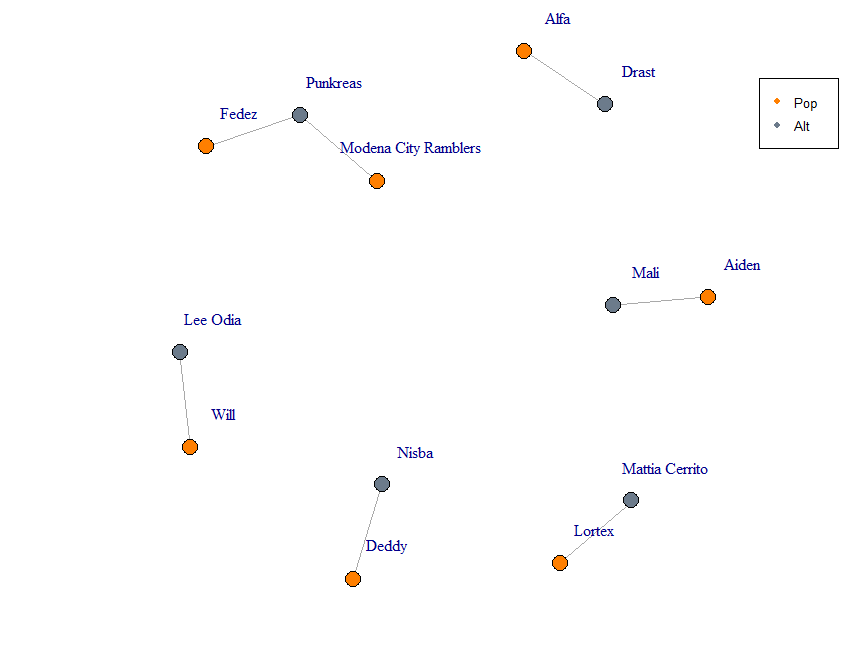 Alfa
Drast
Punkreas
Pop
Fedez
Alt
Modena City Ramblers
Aiden
Mali
Lee Odia
Will
Nisba
Mattia Cerrito
Lortex
Deddy